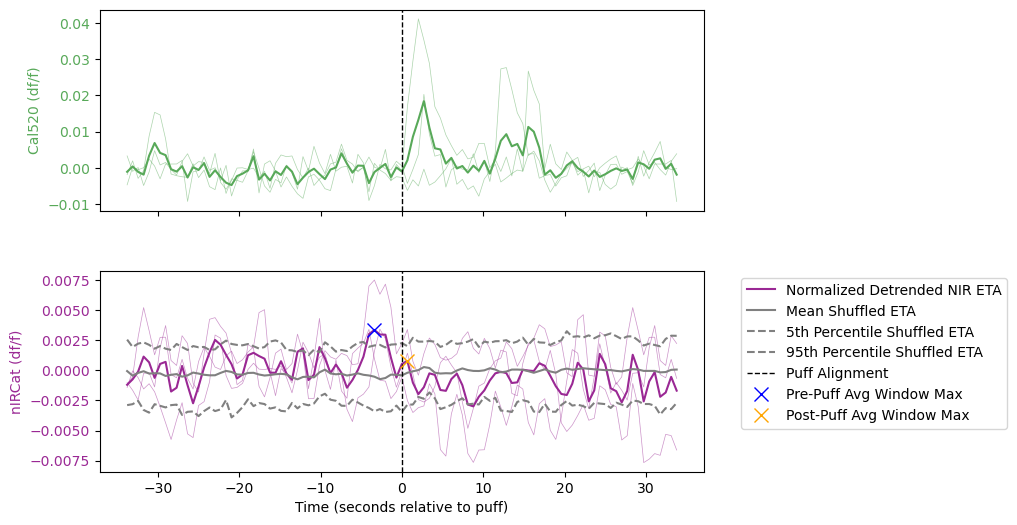 0.04
0.03
0.02
0.01
0.00
−0.01
Cal520 (df/f)
0.0075
0.0050
0.0025
0.0000
−0.0025
−0.0050
−0.0075
nIRCat (df/f)
−30
−20
−10
0
10
20
30
Time (seconds relative to puff)
Normalized Detrended NIR ETA
Mean Shuffled ETA
5th Percentile Shuffled ETA
95th Percentile Shuffled ETA
Puff Alignment
Pre-Puff Avg Window Max
Post-Puff Avg Window Max